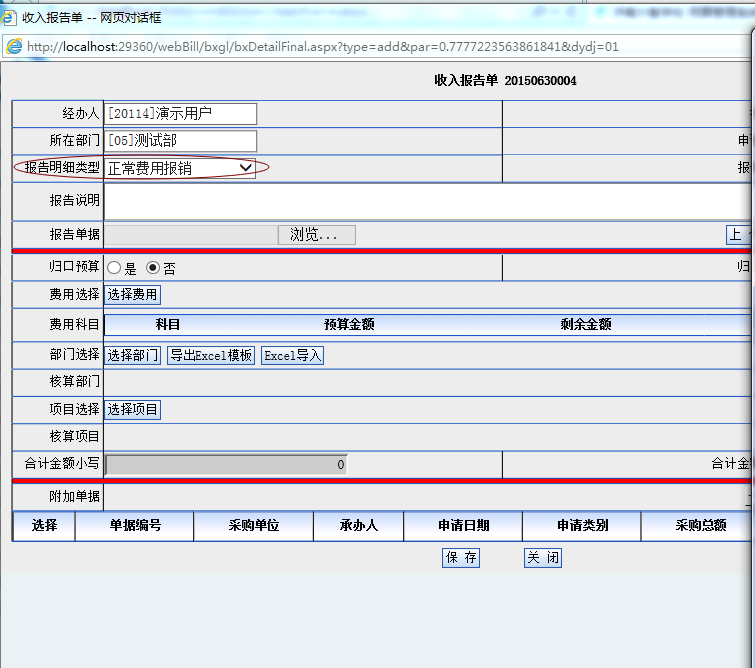 收入报告单 -- 网页对话框
http://localhost:29360/webBill/bxgl/bxDetailFinal.aspx?type=add&par=0.7777223563861841&dydj=01
收入报告单 20150630004
经办人 [20114]演示用户
所在部门 [05]测试部 申
报告明细类型 正常费用报销 报
报告说明
报告单据 浏览... 上
归口预算 是 否 归
费用选择 选择费用
费用科目 科目 预算金额 剩余金额
部门选择 选择部门 导出Excel模板 Excel导入
核算部门
项目选择 选择项目
核算项目
合计金额小写 0 合计金
附加单据
选择 单据编号 采购单位 承办人 申请日期 申请类别 采购总额
保 存 关 闭